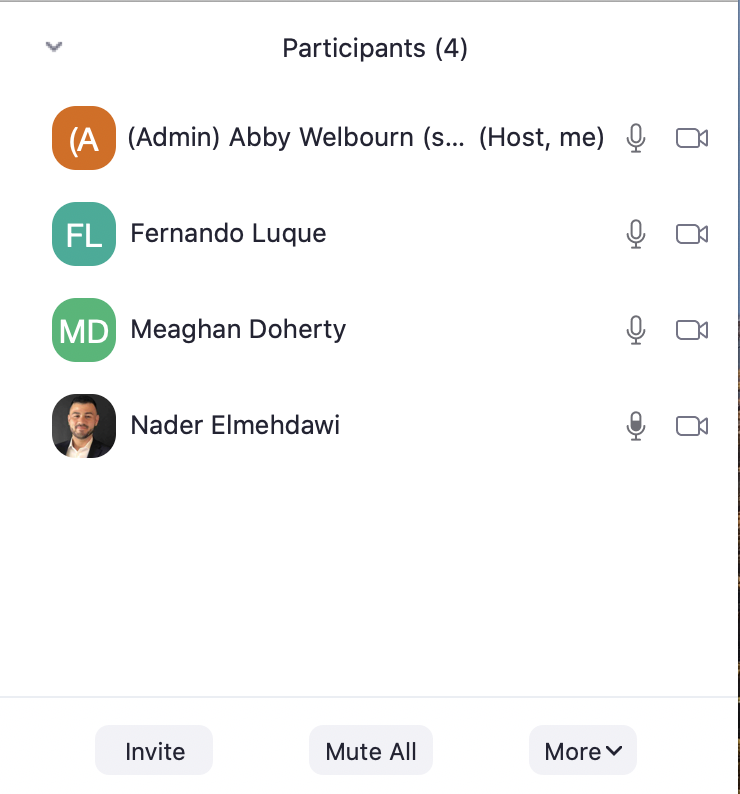 Participants (4)
(A (Admin) Abby Welbourn (s... (Host, me)
FL Fernando Luque
MD Meaghan Doherty
Nader Elmehdawi
Invite Mute All More